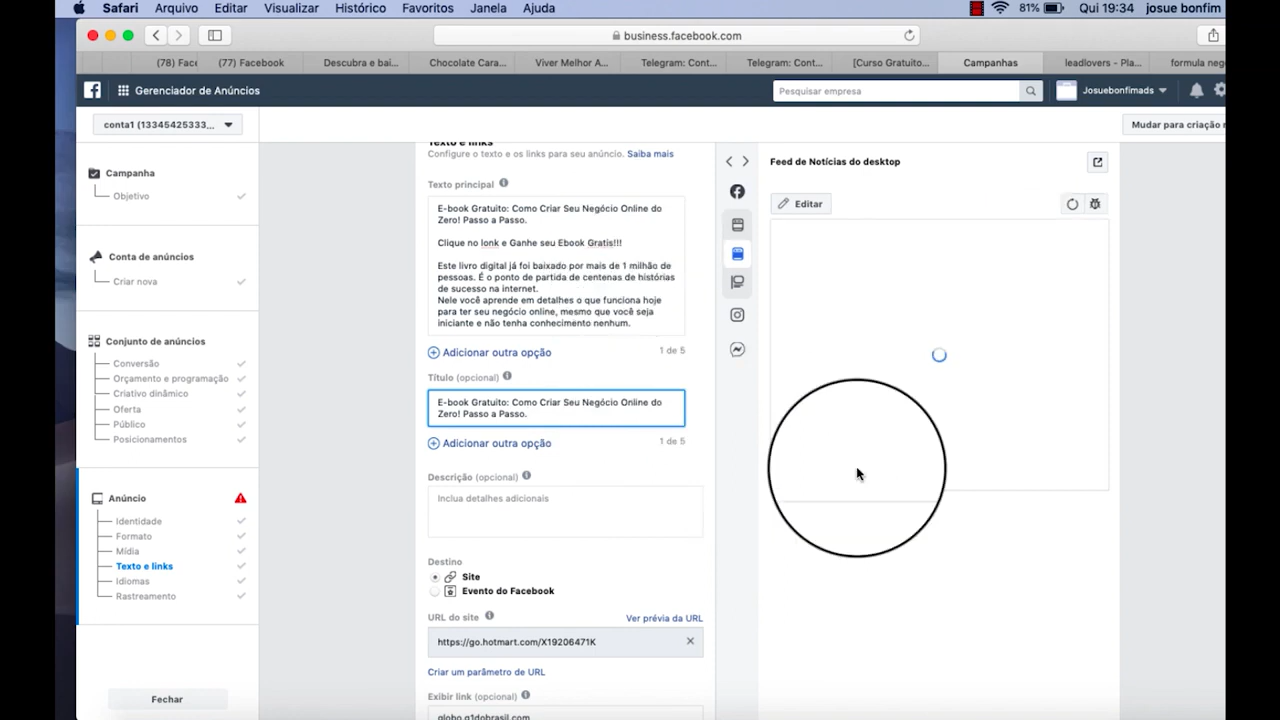 Safari Arquivo Editar Visualizar Histórico Favoritos Janela Ajuda 81% Qui 19:34 josue bonfim
business.facebook.com
(78) Face (77) Facebook Descubra e bai... Chocolate Cara... Viver Melhor A... Telegram: Cont... Telegram: Cont... [Curso Gratuito... Campanhas leadlovers - Pla... formula neg
Gerenciador de Anúncios Pesquisar empresa Josuebonfimads
conta1 (13345425333... Mudar para criação
Campanha
Objetivo
Conta de anúncios
Criar nova
Conjunto de anúncios
Conversão
Orçamento e programação
Criativo dinâmico
Oferta
Público
Posicionamentos
Anúncio
Identidade
Formato
Mídia
Texto e links
Idiomas
Rastreamento
Fechar
Texto e links
Configure o texto e os links para seu anúncio. Saiba mais
Texto principal
E-book Gratuito: Como Criar Seu Negócio Online do
Zero! Passo a Passo.
Clique no lonk e Ganhe seu Ebook Gratis!!!
Este livro digital já foi baixado por mais de 1 milhão de
pessoas. É o ponto de partida de centenas de histórias
de sucesso na internet.
Nele você aprende em detalhes o que funciona hoje
para ter seu negócio online, mesmo que você seja
iniciante e não tenha conhecimento nenhum.
Adicionar outra opção 1 de 5
Título (opcional)
E-book Gratuito: Como Criar Seu Negócio Online do
Zero! Passo a Passo.
Adicionar outra opção 1 de 5
Descrição (opcional)
Inclua detalhes adicionais
Destino
Site
Evento do Facebook
URL do site Ver prévia da URL
https://go.hotmart.com/X19206471K
Criar um parâmetro de URL
Exibir link (opcional)
globo.g1dobrasil.com
Feed de Notícias do desktop
Editar